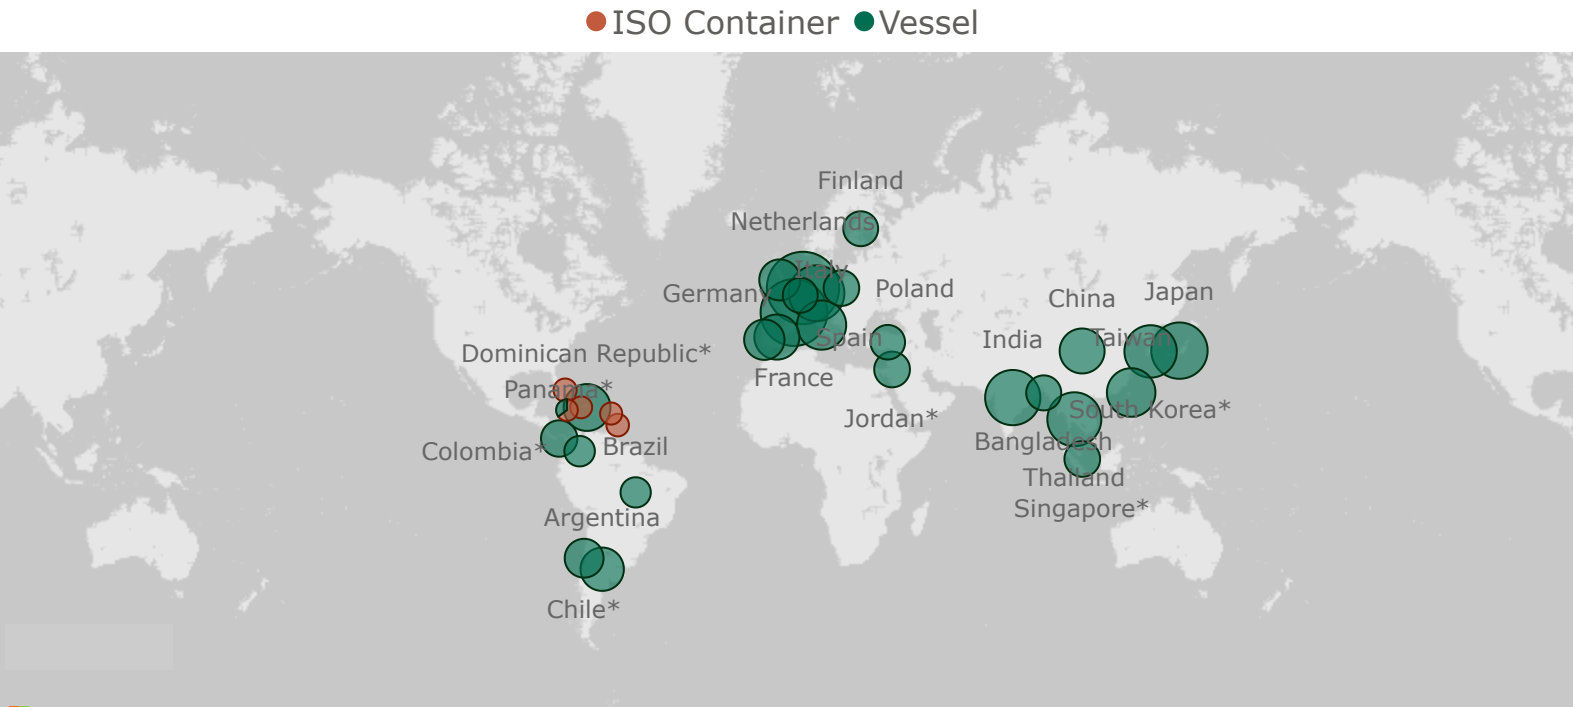 ISO Container Vessel
Finland
Netherlands
Italy
Germany
Poland
China
Japan
Spain
India
Taiwan
Dominican Republic*
France
Panama*
Jordan*
South Korea*
Colombia*
Brazil
Bangladesh
Thailand
Singapore*
Argentina
Chile*